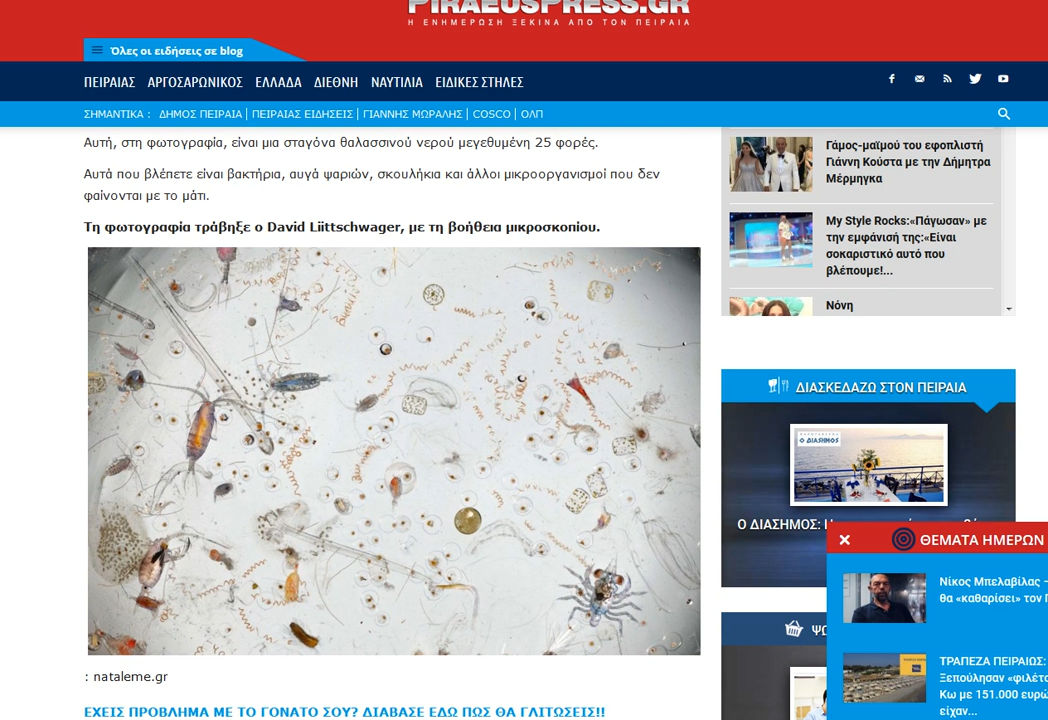 PIRAEUSPRESS.GR
Η ΕΝΗΜΕΡΩΣΗ ΞΕΚΙΝΑ ΑΠΟ ΤΟΝ ΠΕΙΡΑΙΑ
Όλες οι ειδήσεις σε blog
ΠΕΙΡΑΙΑΣ ΑΡΓΟΣΑΡΩΝΙΚΟΣ ΕΛΛΑΔΑ ΔΙΕΘΝΗ ΝΑΥΤΙΛΙΑ ΕΙΔΙΚΕΣ ΣΤΗΛΕΣ
ΣΗΜΑΝΤΙΚΑ : ΔΗΜΟΣ ΠΕΙΡΑΙΑ | ΠΕΙΡΑΙΑΣ ΕΙΔΗΣΕΙΣ | ΓΙΑΝΝΗΣ ΜΩΡΑΛΗΣ | COSCO | ΟΛΠ
Αυτή, στη φωτογραφία, είναι μια σταγόνα θαλασσινού νερού μεγεθυμένη 25 φορές.
Αυτά που βλέπετε είναι βακτήρια, αυγά ψαριών, σκουλήκια και άλλοι μικροοργανισμοί που δεν
φαίνονται με το μάτι.
Τη φωτογραφία τράβηξε ο David Liittschwager, με τη βοήθεια μικροσκοπίου.
: nataleme.gr
ΕΧΕΙΣ ΠΡΟΒΛΗΜΑ ΜΕ ΤΟ ΓΟΝΑΤΟ ΣΟΥ? ΔΙΑΒΑΣΕ ΕΔΩ ΠΩΣ ΘΑ ΓΛΙΤΩΣΕΙΣ!!
Γάμος-μαϊμού του εφοπλιστή
Γιάννη Κούστα με την Δήμητρα
Μέρμηγκα
My Style Rocks:«Πάγωσαν» με
την εμφάνισή της:«Είναι
σοκαριστικό αυτό που
βλέπουμε!...
Νόνη
ΔΙΑΣΚΕΔΑΖΩ ΣΤΟΝ ΠΕΙΡΑΙΑ
Ο ΔΙΑΣΗΜΟΣ
Ο ΔΙΑΣΗΜΟΣ:
ΘΕΜΑΤΑ ΗΜΕΡΩΝ
Νίκος Μπελαβίλας –
θα «καθαρίσει» τον
ΤΡΑΠΕΖΑ ΠΕΙΡΑΙΩΣ:
Ξεπούλησαν «φιλέτο
Κω με 151.000 ευρώ
είχαν...